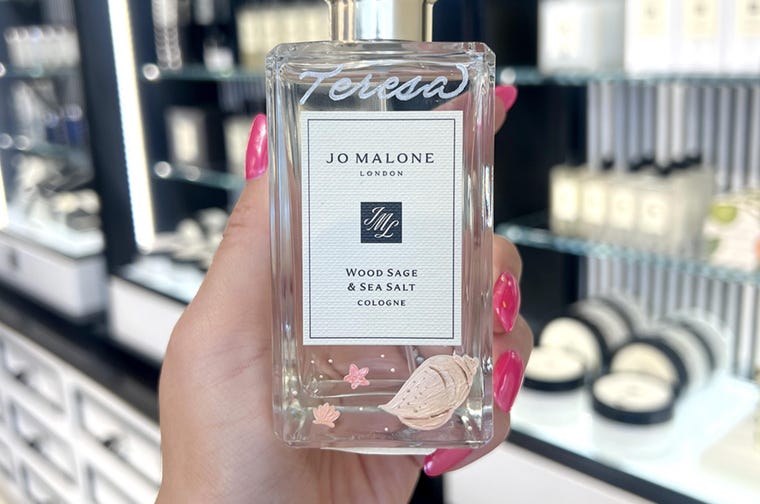 Teresa
JO MALONE
LONDON
JML
WOOD SAGE
& SEA SALT
COLOGNE